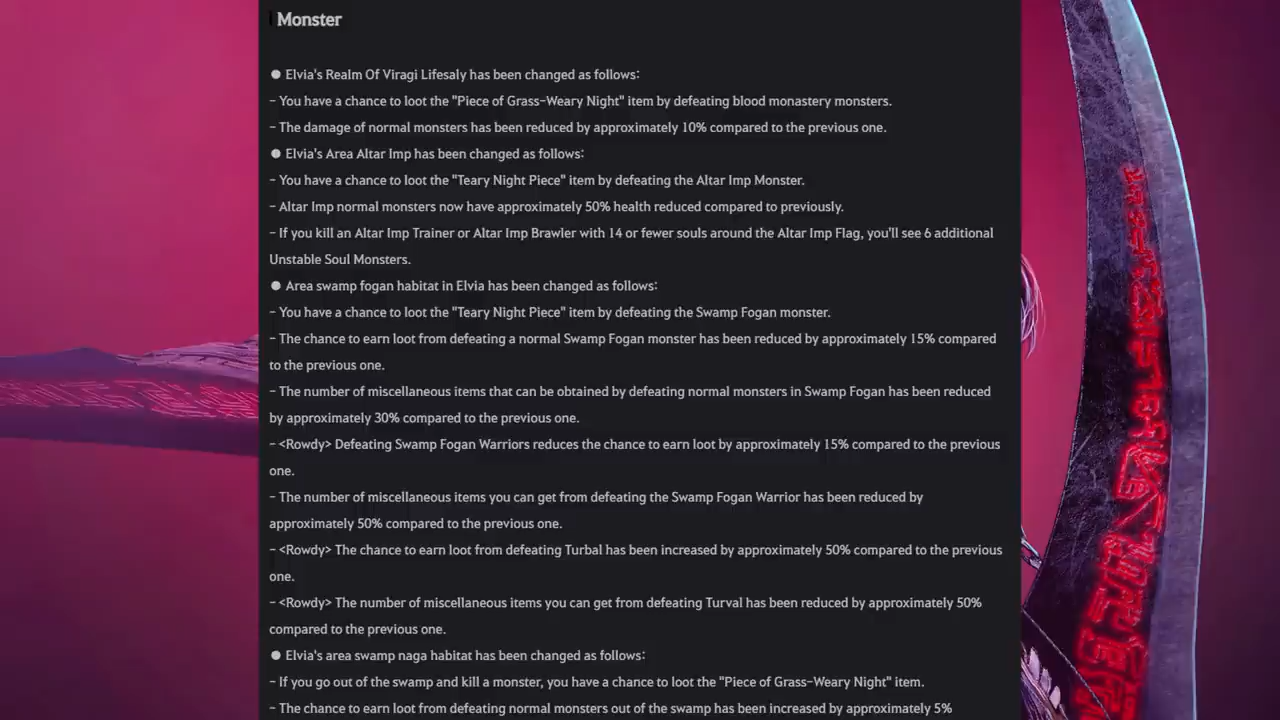 Monster
● Elvia's Realm Of Viragi Lifesaly has been changed as follows:
- You have a chance to loot the "Piece of Grass-Weary Night" item by defeating blood monastery monsters.
- The damage of normal monsters has been reduced by approximately 10% compared to the previous one.
● Elvia's Area Altar Imp has been changed as follows:
- You have a chance to loot the "Teary Night Piece" item by defeating the Altar Imp Monster.
- Altar Imp normal monsters now have approximately 50% health reduced compared to previously.
- If you kill an Altar Imp Trainer or Altar Imp Brawler with 14 or fewer souls around the Altar Imp Flag, you'll see 6 additional
Unstable Soul Monsters.
● Area swamp fogan habitat in Elvia has been changed as follows:
- You have a chance to loot the "Teary Night Piece" item by defeating the Swamp Fogan monster.
- The chance to earn loot from defeating a normal Swamp Fogan monster has been reduced by approximately 15% compared
to the previous one.
- The number of miscellaneous items that can be obtained by defeating normal monsters in Swamp Fogan has been reduced
by approximately 30% compared to the previous one.
- <Rowdy> Defeating Swamp Fogan Warriors reduces the chance to earn loot by approximately 15% compared to the previous
one.
- The number of miscellaneous items you can get from defeating the Swamp Fogan Warrior has been reduced by
approximately 50% compared to the previous one.
- <Rowdy> The chance to earn loot from defeating Turbal has been increased by approximately 50% compared to the previous
one.
- <Rowdy> The number of miscellaneous items you can get from defeating Turval has been reduced by approximately 50%
compared to the previous one.
● Elvia's area swamp naga habitat has been changed as follows:
- If you go out of the swamp and kill a monster, you have a chance to loot the "Piece of Grass-Weary Night" item.
- The chance to earn loot from defeating normal monsters out of the swamp has been increased by approximately 5%